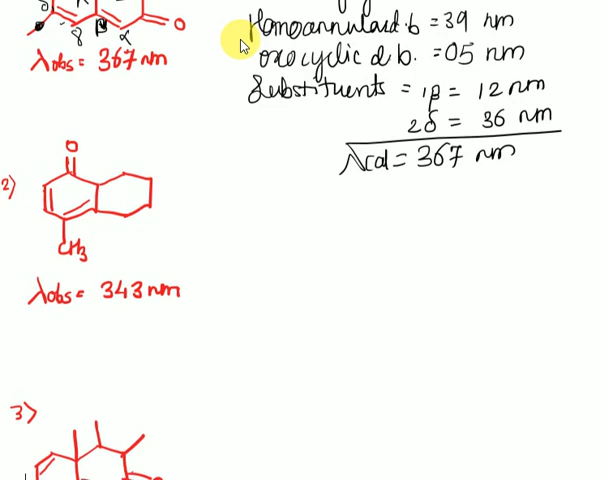 Homoannular d.b = 39 nm
exocyclic d b. = 05 nm
Substituents = 1β = 12 nm
2δ = 36 nm
λcal = 367 nm
δ γ β α O
λobs = 367 nm
2)
O
CH3
λobs = 343 nm
3)